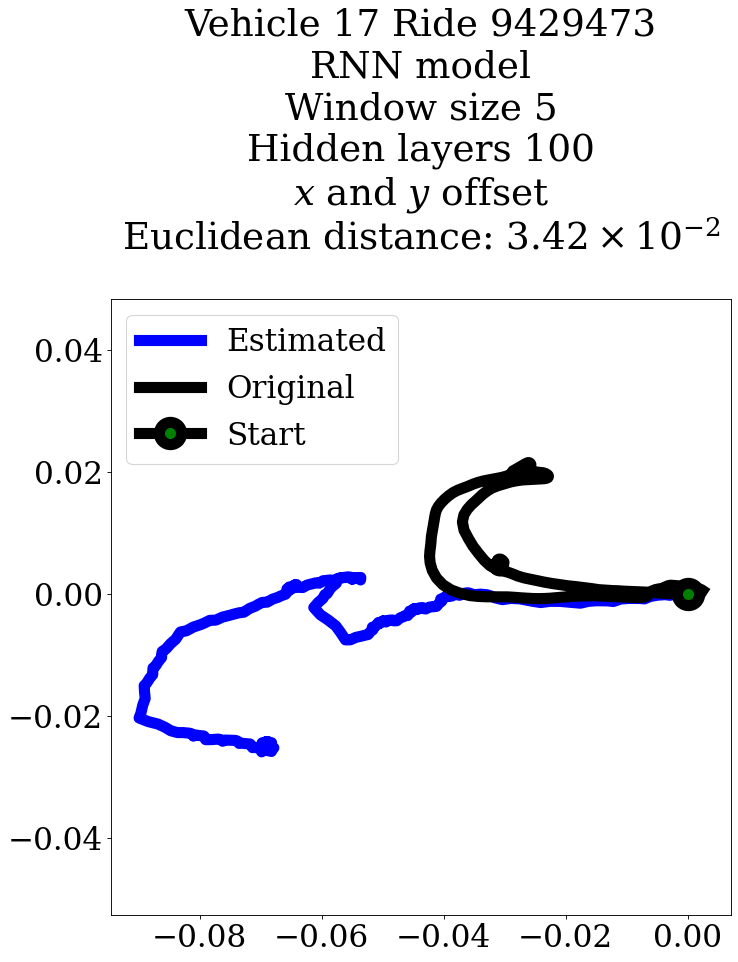 Vehicle 17 Ride 9429473
RNN model
Window size 5
Hidden layers 100
x and y offset
Euclidean distance: 3.42 × 10⁻²
Estimated
Original
Start
0.04
0.02
0.00
−0.02
−0.04
−0.08
−0.06
−0.04
−0.02
0.00